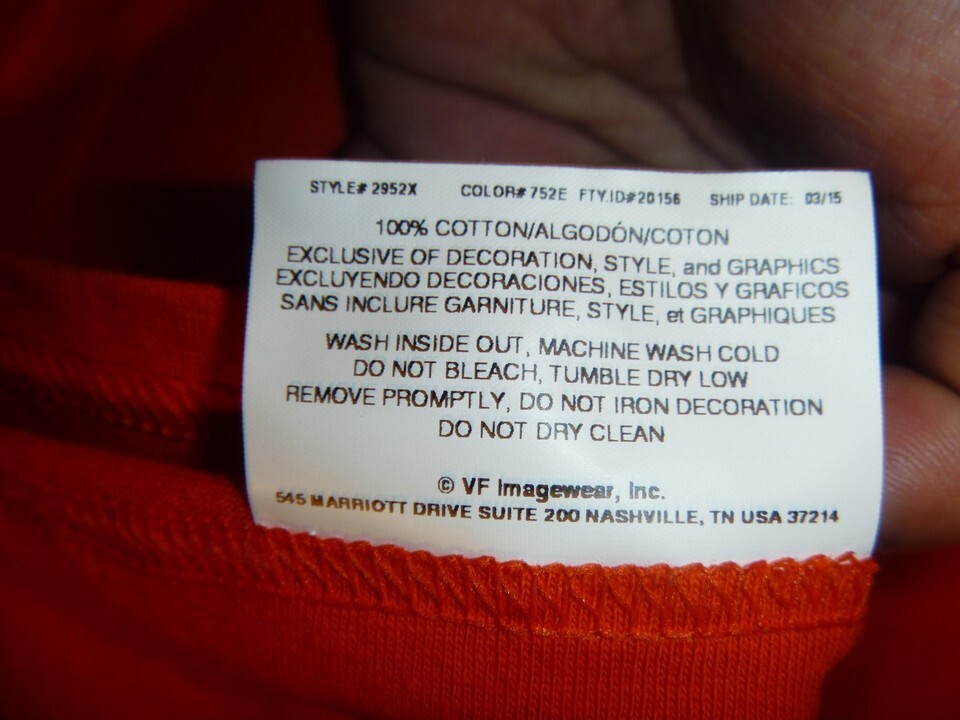 STYLE# 2952X COLOR# 752E FTY.ID#20156 SHIP DATE: 03/15
100% COTTON/ALGODÓN/COTON
EXCLUSIVE OF DECORATION, STYLE, and GRAPHICS
EXCLUYENDO DECORACIONES, ESTILOS Y GRAFICOS
SANS INCLURE GARNITURE, STYLE, et GRAPHIQUES
WASH INSIDE OUT, MACHINE WASH COLD
DO NOT BLEACH, TUMBLE DRY LOW
REMOVE PROMPTLY, DO NOT IRON DECORATION
DO NOT DRY CLEAN
© VF Imagewear, Inc.
545 MARRIOTT DRIVE SUITE 200 NASHVILLE, TN USA 37214